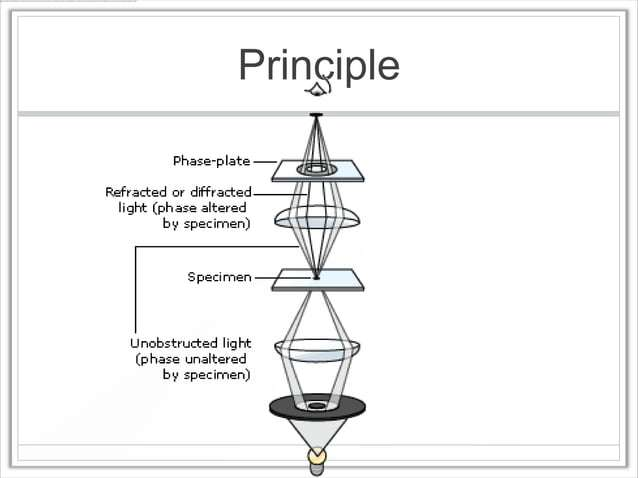 Principle
Phase-plate
Refracted or diffracted
light (phase altered
by specimen)
Specimen
Unobstructed light
(phase unaltered
by specimen)